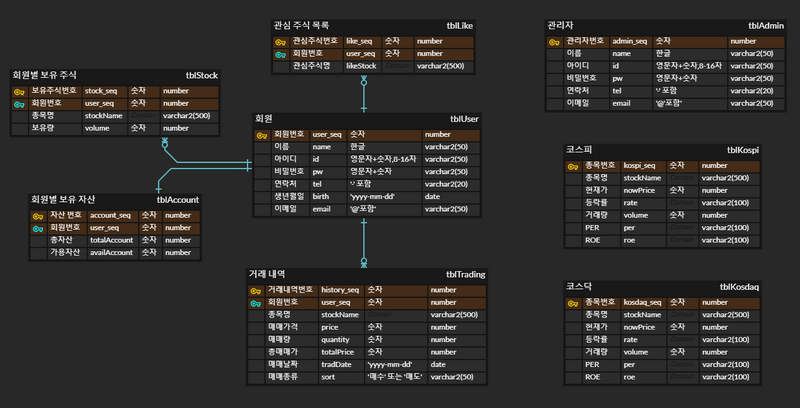 관심 주식 목록 tblLike
관심주식번호 like_seq 숫자 number
회원번호 user_seq 숫자 number
관심주식명 likeStock varchar2(500)
관리자 tblAdmin
관리자번호 admin_seq 숫자 number
이름 name 한글 varchar2(50)
아이디 id 영문자+숫자,8-16자 varchar2(50)
비밀번호 pw 영문자+숫자 varchar2(50)
연락처 tel '-' 포함 varchar2(20)
이메일 email '@'포함" varchar2(50)
회원별 보유 주식 tblStock
보유주식번호 stock_seq 숫자 number
회원번호 user_seq 숫자 number
종목명 stockName varchar2(500)
보유량 volume 숫자 number
회원 tblUser
회원번호 user_seq 숫자 number
이름 name 한글 varchar2(50)
아이디 id 영문자+숫자,8-16자 varchar2(50)
비밀번호 pw 영문자+숫자 varchar2(50)
연락처 tel '-' 포함 varchar2(20)
생년월일 birth 'yyyy-mm-dd' date
이메일 email '@'포함" varchar2(50)
코스피 tblKospi
종목번호 kospi_seq 숫자 number
종목명 stockName varchar2(500)
현재가 nowPrice 숫자 number
등락률 rate varchar2(100)
거래량 volume 숫자 number
PER per varchar2(100)
ROE roe varchar2(100)
회원별 보유 자산 tblAccount
자산 번호 account_seq 숫자 number
회원번호 user_seq 숫자 number
총자산 totalAccount 숫자 number
가용자산 availAccount 숫자 number
거래 내역 tblTrading
거래내역번호 history_seq 숫자 number
회원번호 user_seq 숫자 number
종목명 stockName varchar2(500)
매매가격 price 숫자 number
매매량 quantity 숫자 number
총매매가 totalPrice 숫자 number
매매날짜 tradDate 'yyyy-mm-dd' date
매매종류 sort '매수' 또는 '매도' varchar2(50)
코스닥 tblKosdaq
종목번호 kosdaq_seq 숫자 number
종목명 stockName varchar2(500)
현재가 nowPrice 숫자 number
등락률 rate varchar2(100)
거래량 volume 숫자 number
PER per varchar2(100)
ROE roe varchar2(100)